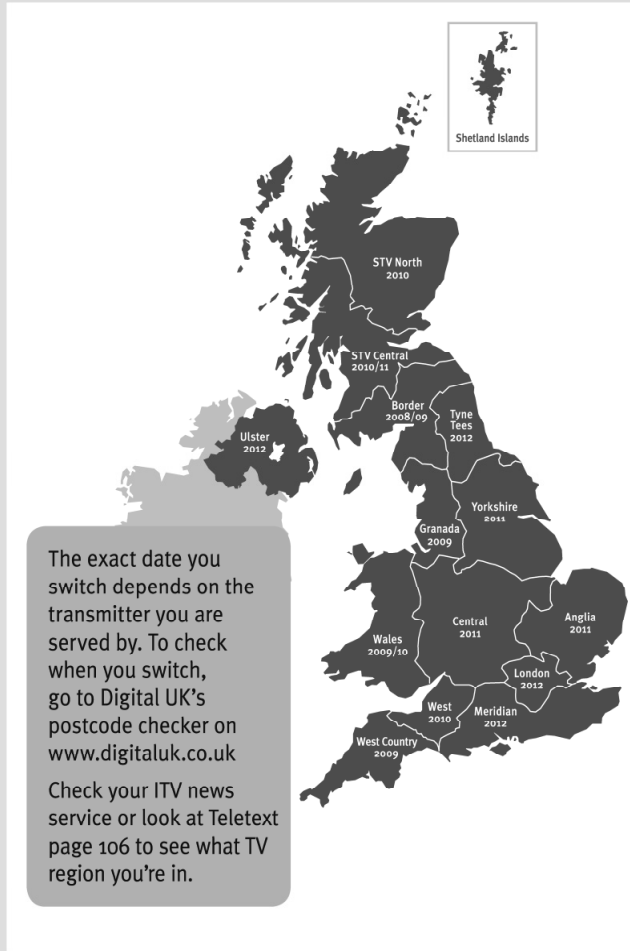 Shetland Islands
STV North
2010
STV Central
2010/11
Border
2008/09
Tyne
Tees
2012
Ulster
2012
Yorkshire
2011
Granada
2009
Central
2011
Anglia
2011
Wales
2009/10
London
2012
West
2010
Meridian
2012
West Country
2009
The exact date you
switch depends on the
transmitter you are
served by. To check
when you switch,
go to Digital UK's
postcode checker on
www.digitaluk.co.uk
Check your ITV news
service or look at Teletext
page 106 to see what TV
region you're in.